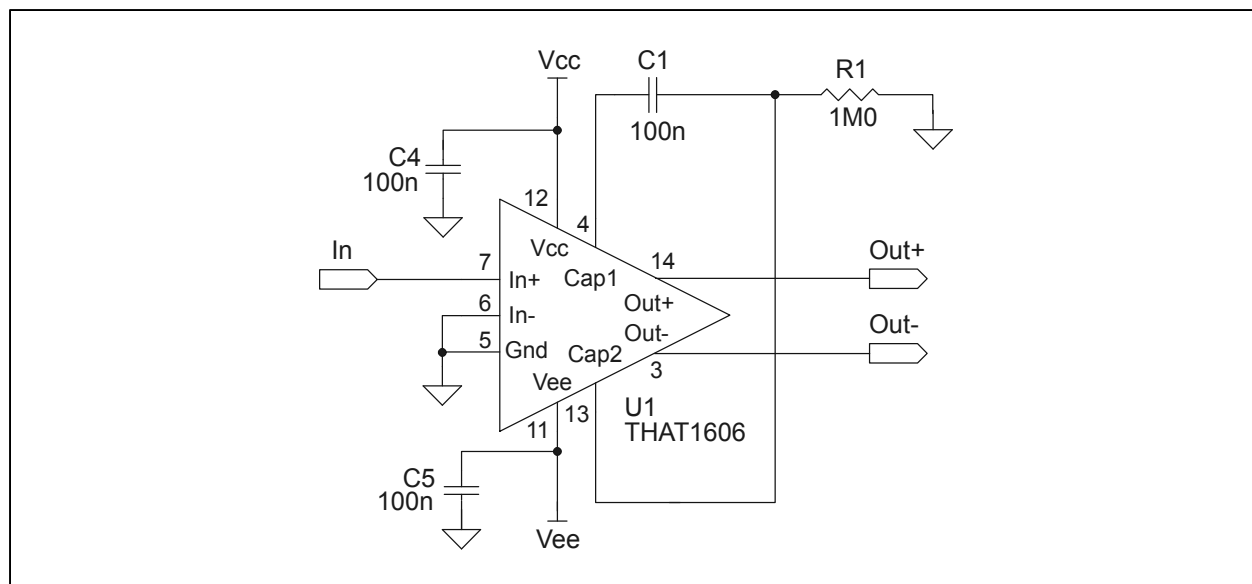 Vcc
C1
R1
100n
1M0
C4
100n
12
4
In
Vcc
7
In+
Cap1
14
Out+
6
In-
Out+
Out-
Out-
5
Gnd
Cap2
3
Vee
13
11
U1
THAT1606
C5
100n
Vee